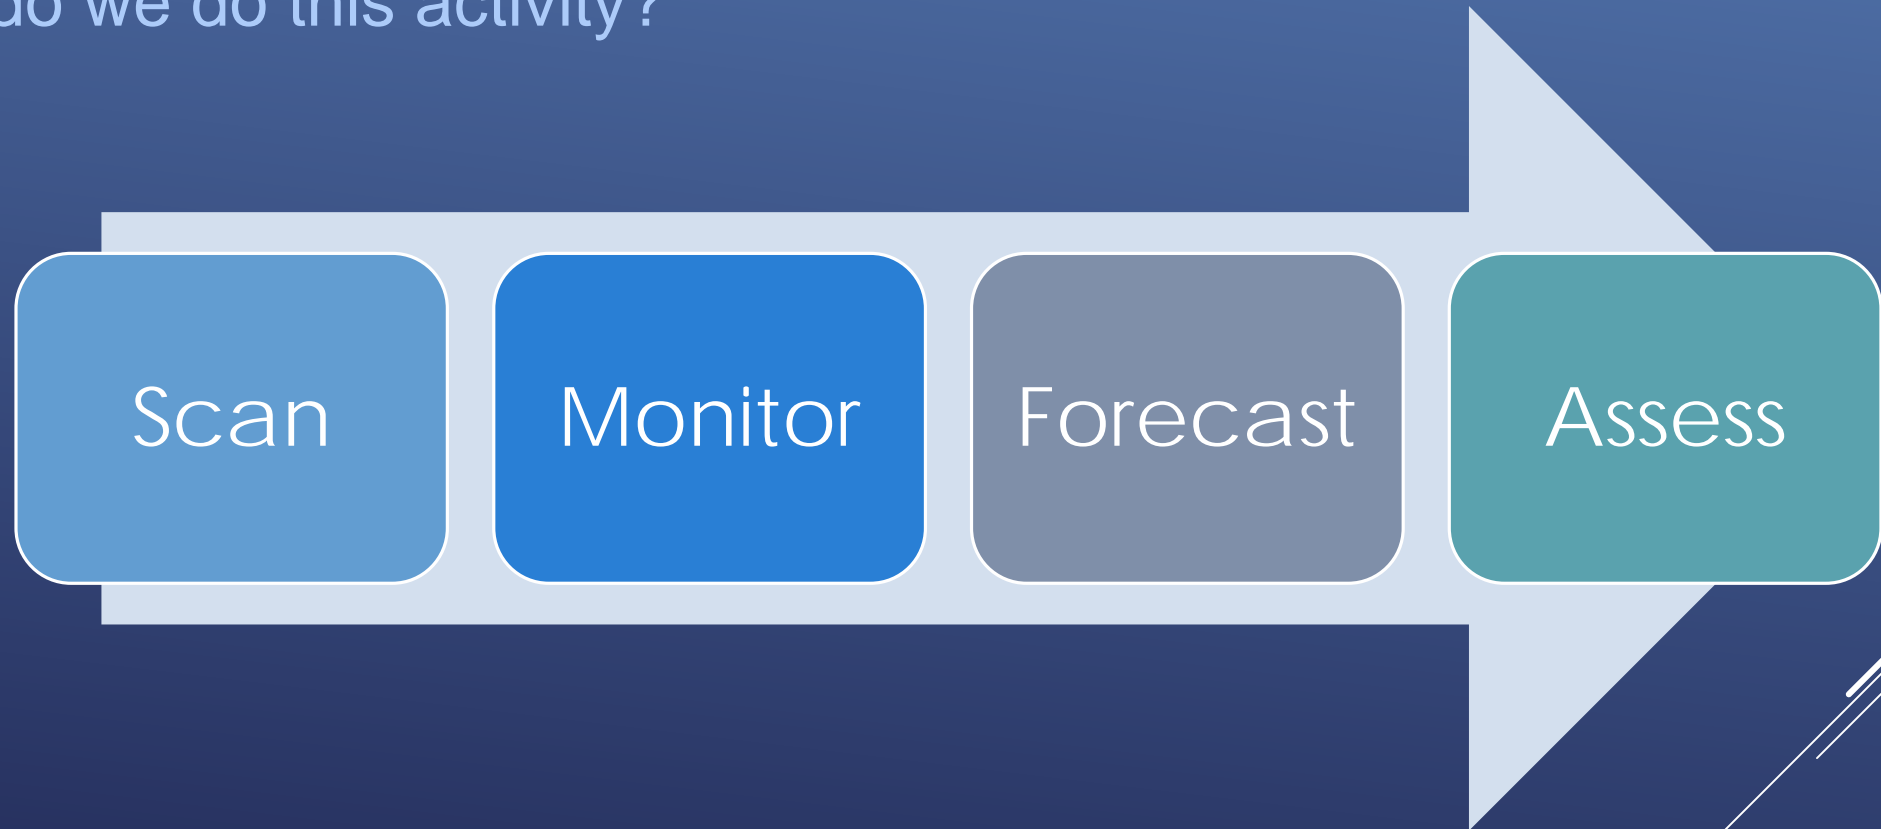 do we do this activity?
Scan
Monitor
Forecast
Assess